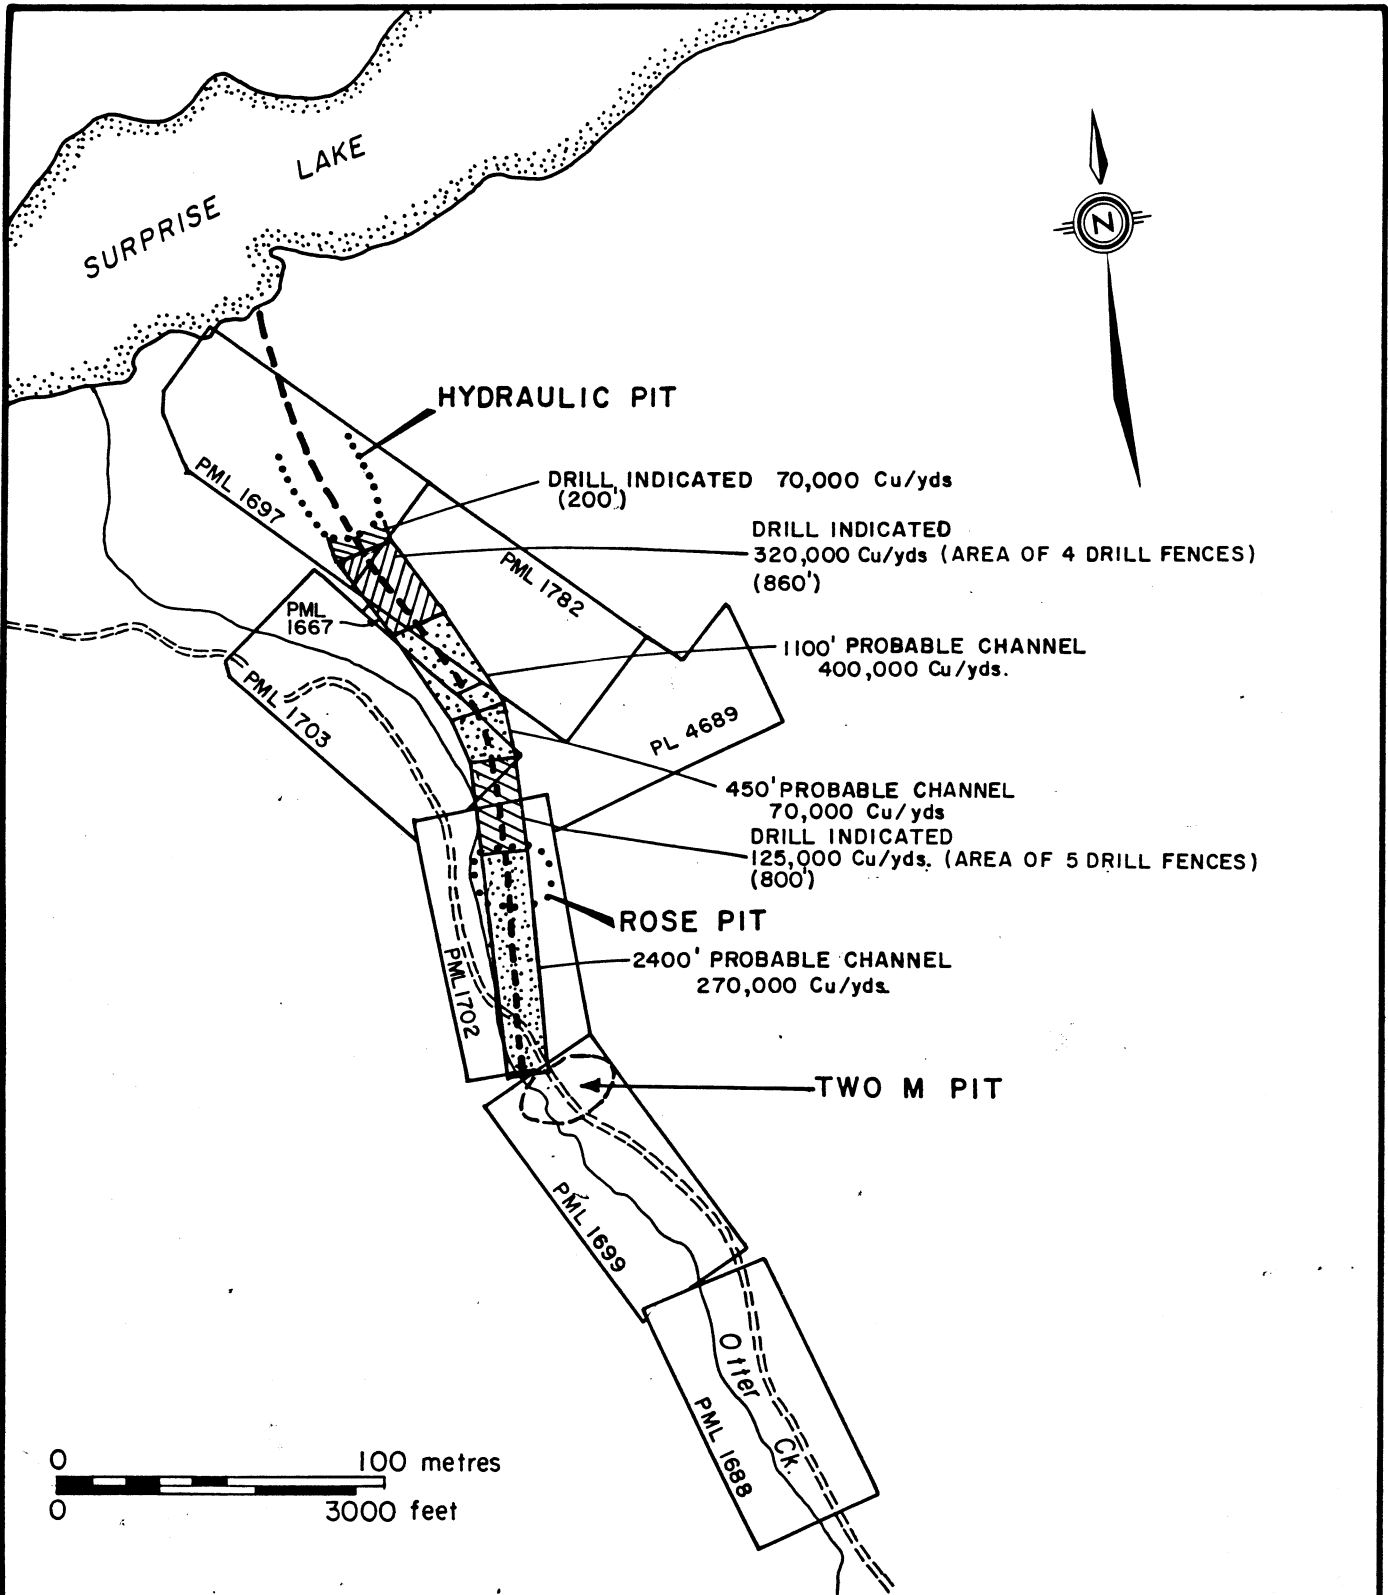 SURPRISE LAKE
N
HYDRAULIC PIT
PML 1697
DRILL INDICATED 70,000 Cu/yds
(200')
DRILL INDICATED
320,000 Cu/yds (AREA OF 4 DRILL FENCES)
(860')
PML 1782
PML
1667
1100' PROBABLE CHANNEL
400,000 Cu/yds.
PML 1703
PL 4689
450' PROBABLE CHANNEL
70,000 Cu/yds
DRILL INDICATED
125,000 Cu/yds. (AREA OF 5 DRILL FENCES)
(800')
ROSE PIT
2400' PROBABLE CHANNEL
270,000 Cu/yds.
PML 1702
TWO M PIT
PML 1699
Otter Ck.
PML 1688
0 100 metres
0 3000 feet